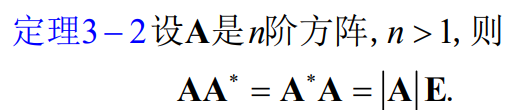 定理3－2设A是n阶方阵, n > 1, 则
AA* = A*A = |A| E.